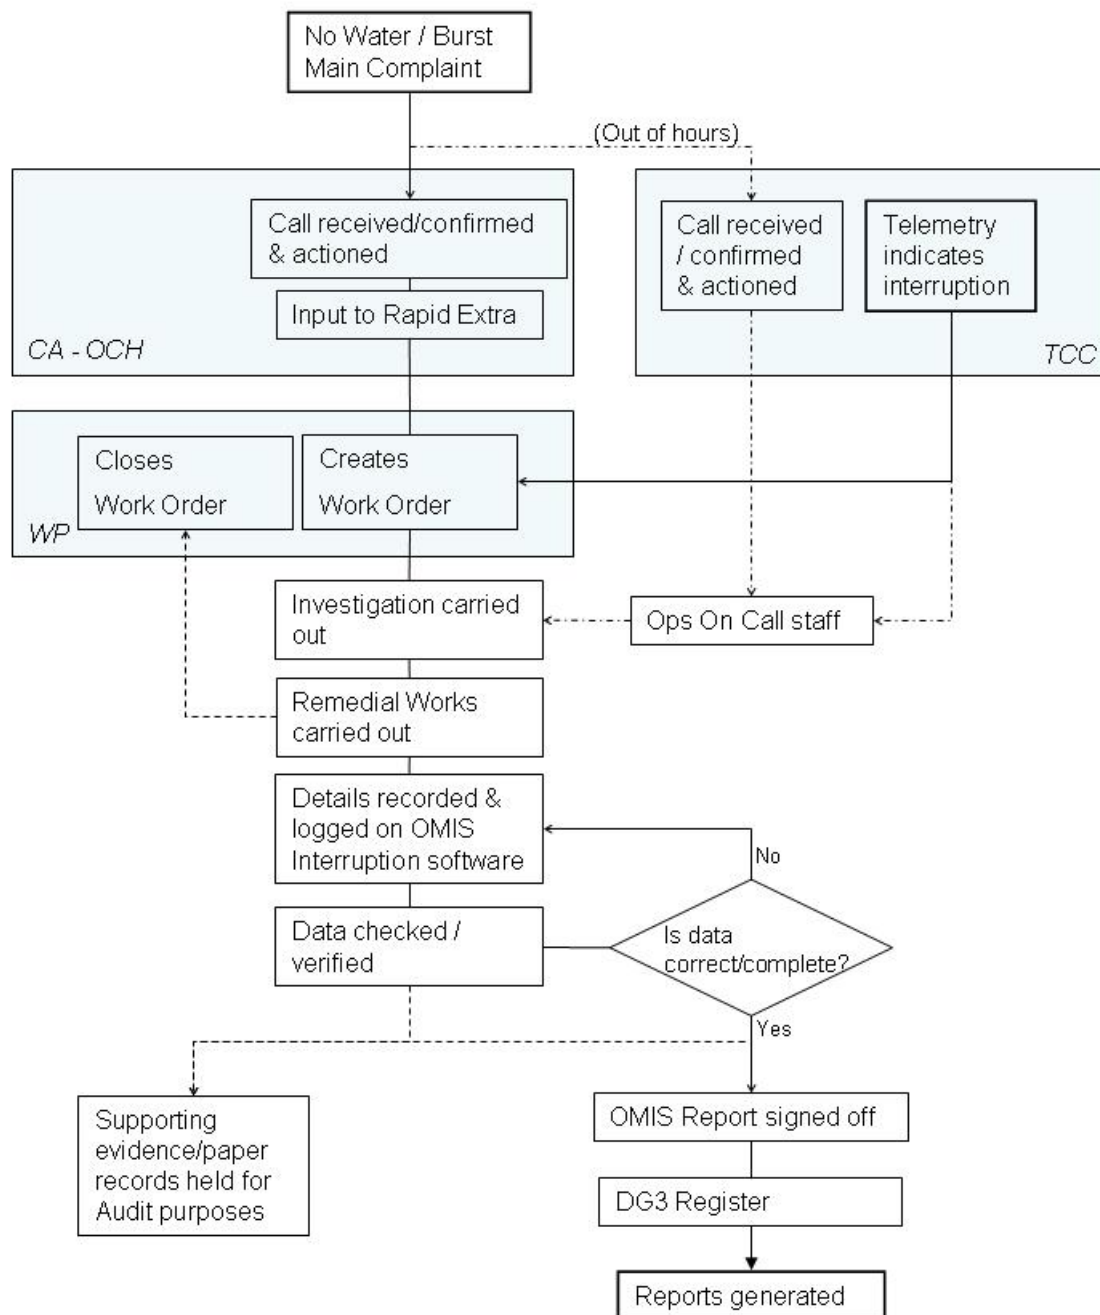 No Water / Burst
Main Complaint
(Out of hours)
Call received/confirmed
& actioned
Input to Rapid Extra
CA - OCH
Call received
/ confirmed
& actioned
Telemetry
indicates
interruption
TCC
Closes
Work Order
Creates
Work Order
WP
Investigation carried
out
Ops On Call staff
Remedial Works
carried out
Details recorded &
logged on OMIS
Interruption software
No
Data checked /
verified
Is data
correct/complete?
Yes
Supporting
evidence/paper
records held for
Audit purposes
OMIS Report signed off
DG3 Register
Reports generated